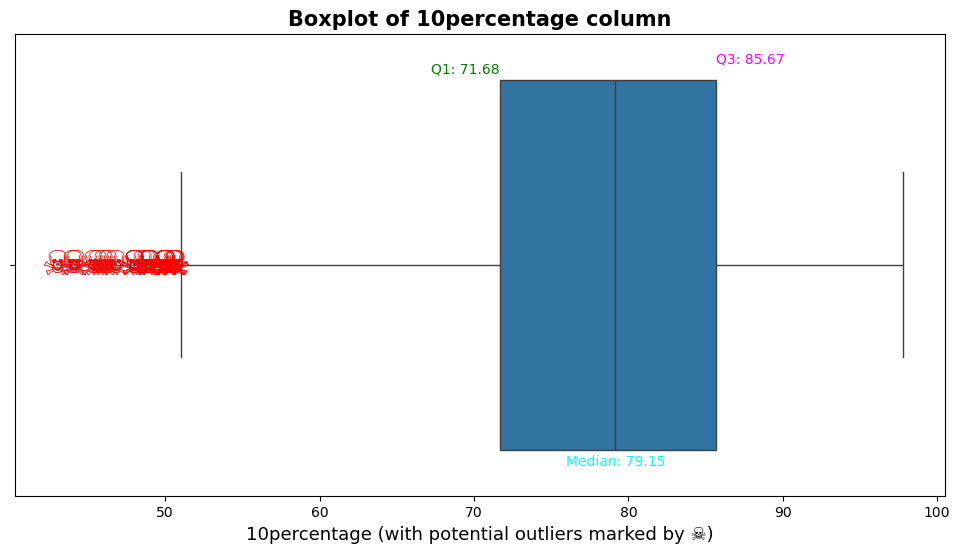 Boxplot of 10percentage column
Q3: 85.67
Q1: 71.68
Median: 79.15
50 60 70 80 90 100
10percentage (with potential outliers marked by ☠)